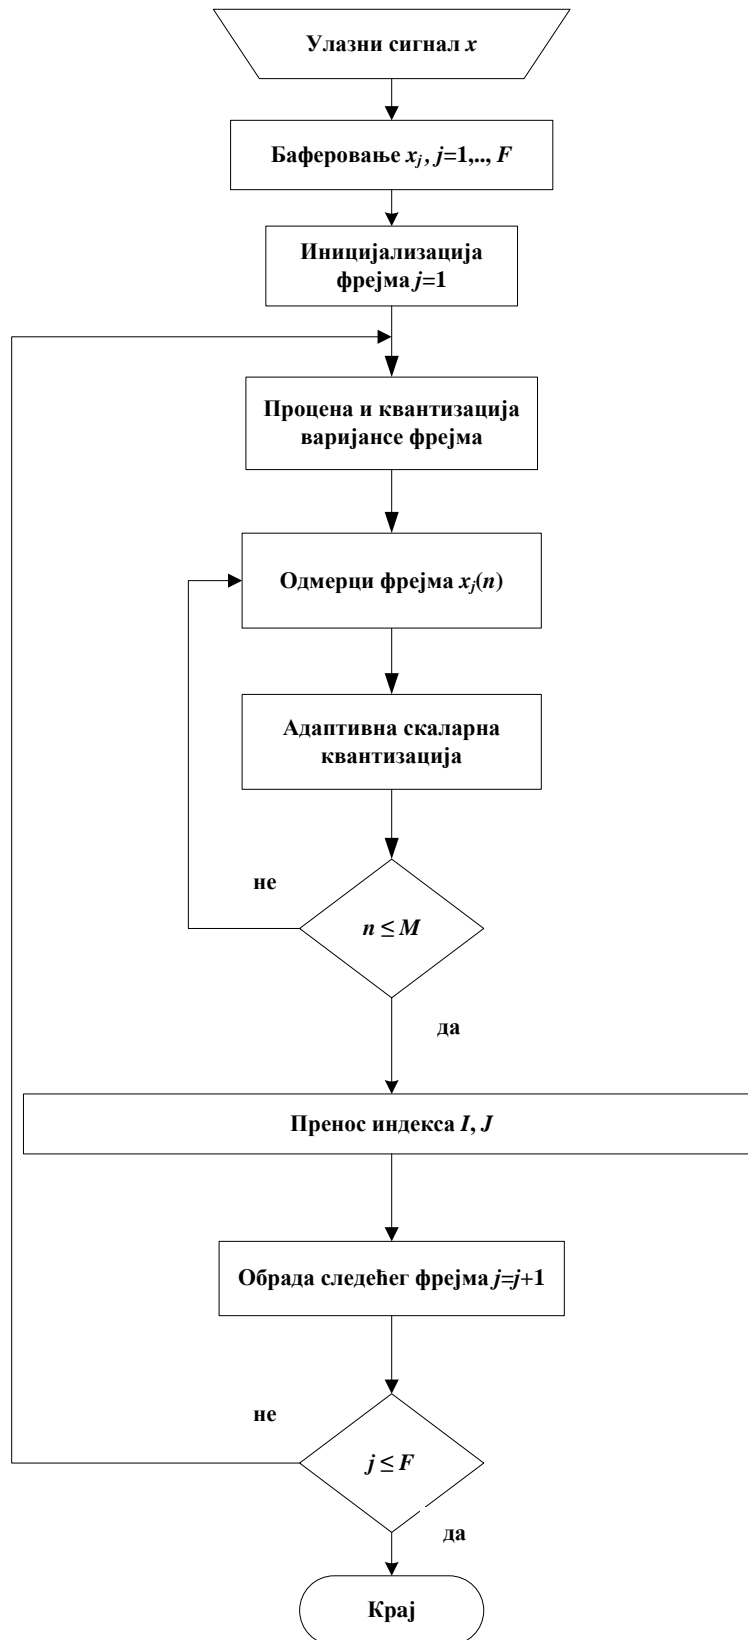 Улазни сигнал x
Баферовање xⱼ, j=1,.., F
Иницијализација
фрејма j=1
Процена и квантизација
варијансе фрејма
Одмерци фрејма xⱼ(n)
Адаптивна скаларна
квантизација
не
n ≤ M
да
Пренос индекса I, J
Обрада следећег фрејма j=j+1
не
j ≤ F
да
Крај